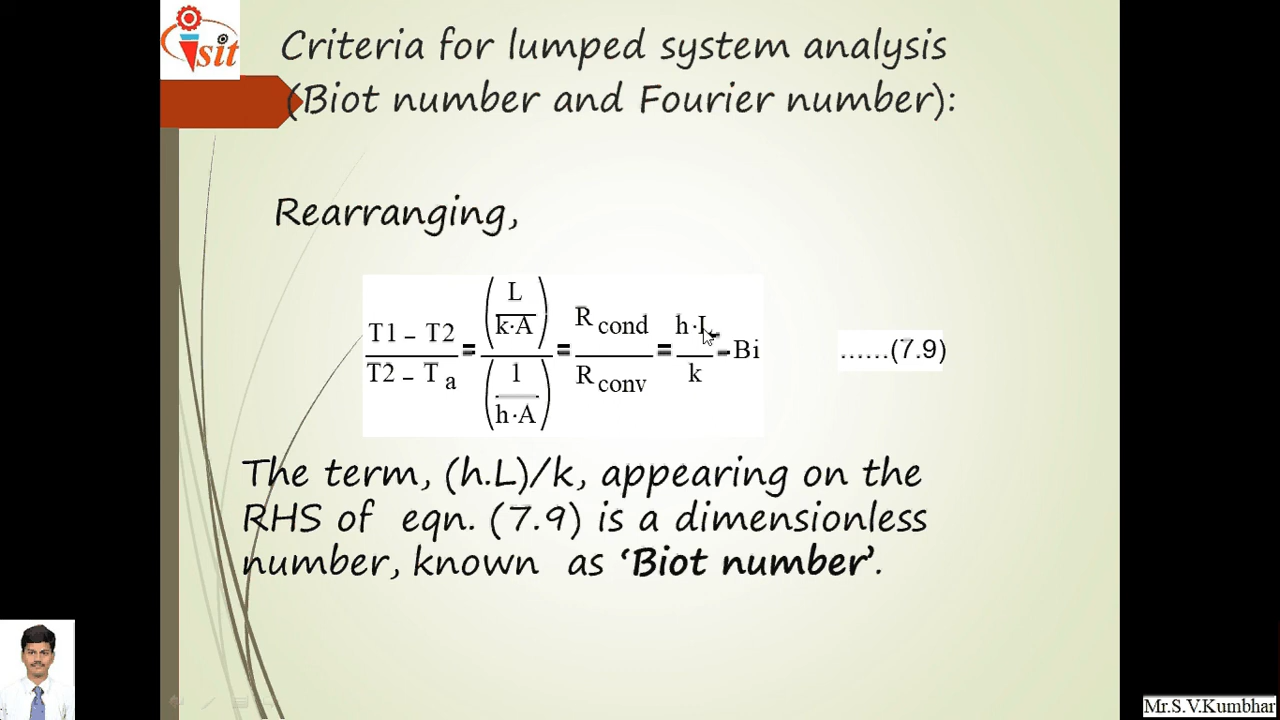 isit
Criteria for lumped system analysis
(Biot number and Fourier number):
Rearranging,
T1 – T2 / T2 – T a = (L / k·A) / (1 / h·A) = R cond / R conv = h·L / k = Bi ......(7.9)
The term, (h.L)/k, appearing on the
RHS of eqn. (7.9) is a dimensionless
number, known as ‘Biot number’.
Mr.S.V.Kumbhar